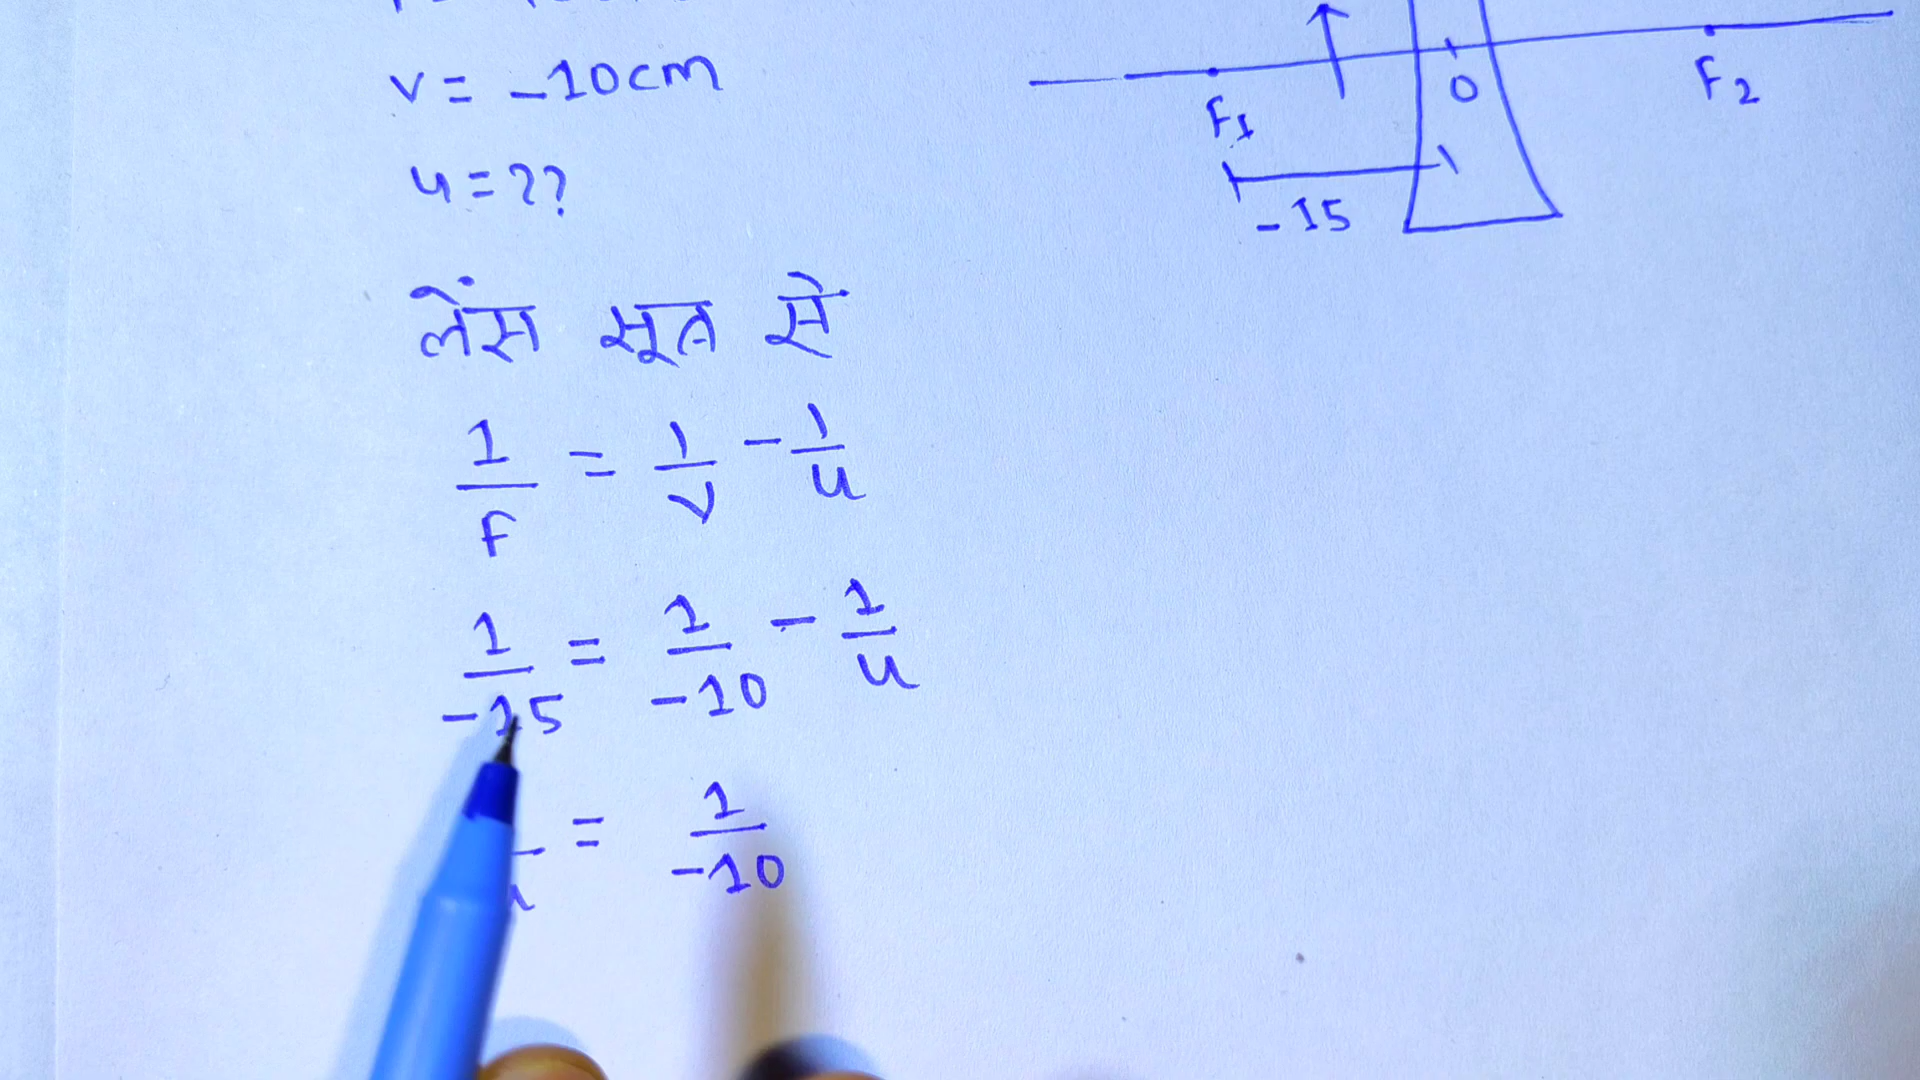 v = -10cm
u = ??
लेंस सूत्र से
1/F = 1/v - 1/u
1/-15 = 1/-10 - 1/u
= 1/-10
F1
O
F2
-15